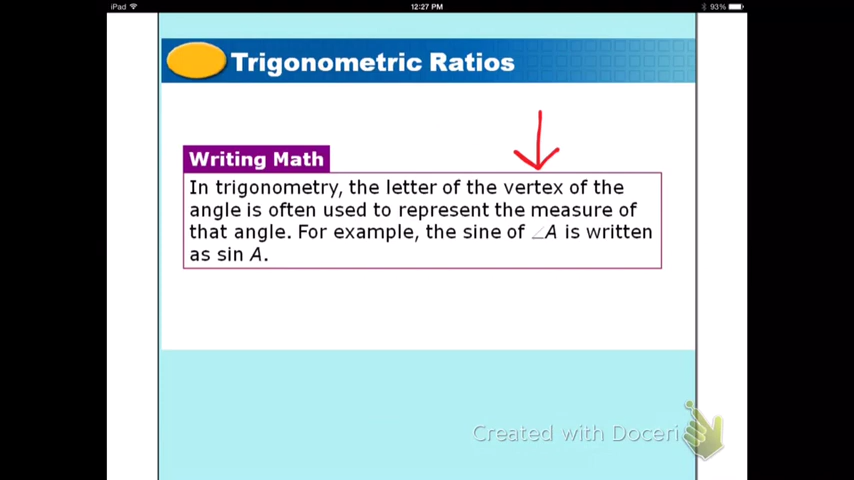 iPad 12:27 PM 93%
Trigonometric Ratios
Writing Math
In trigonometry, the letter of the vertex of the
angle is often used to represent the measure of
that angle. For example, the sine of ∠A is written
as sin A.
Created with Doceri